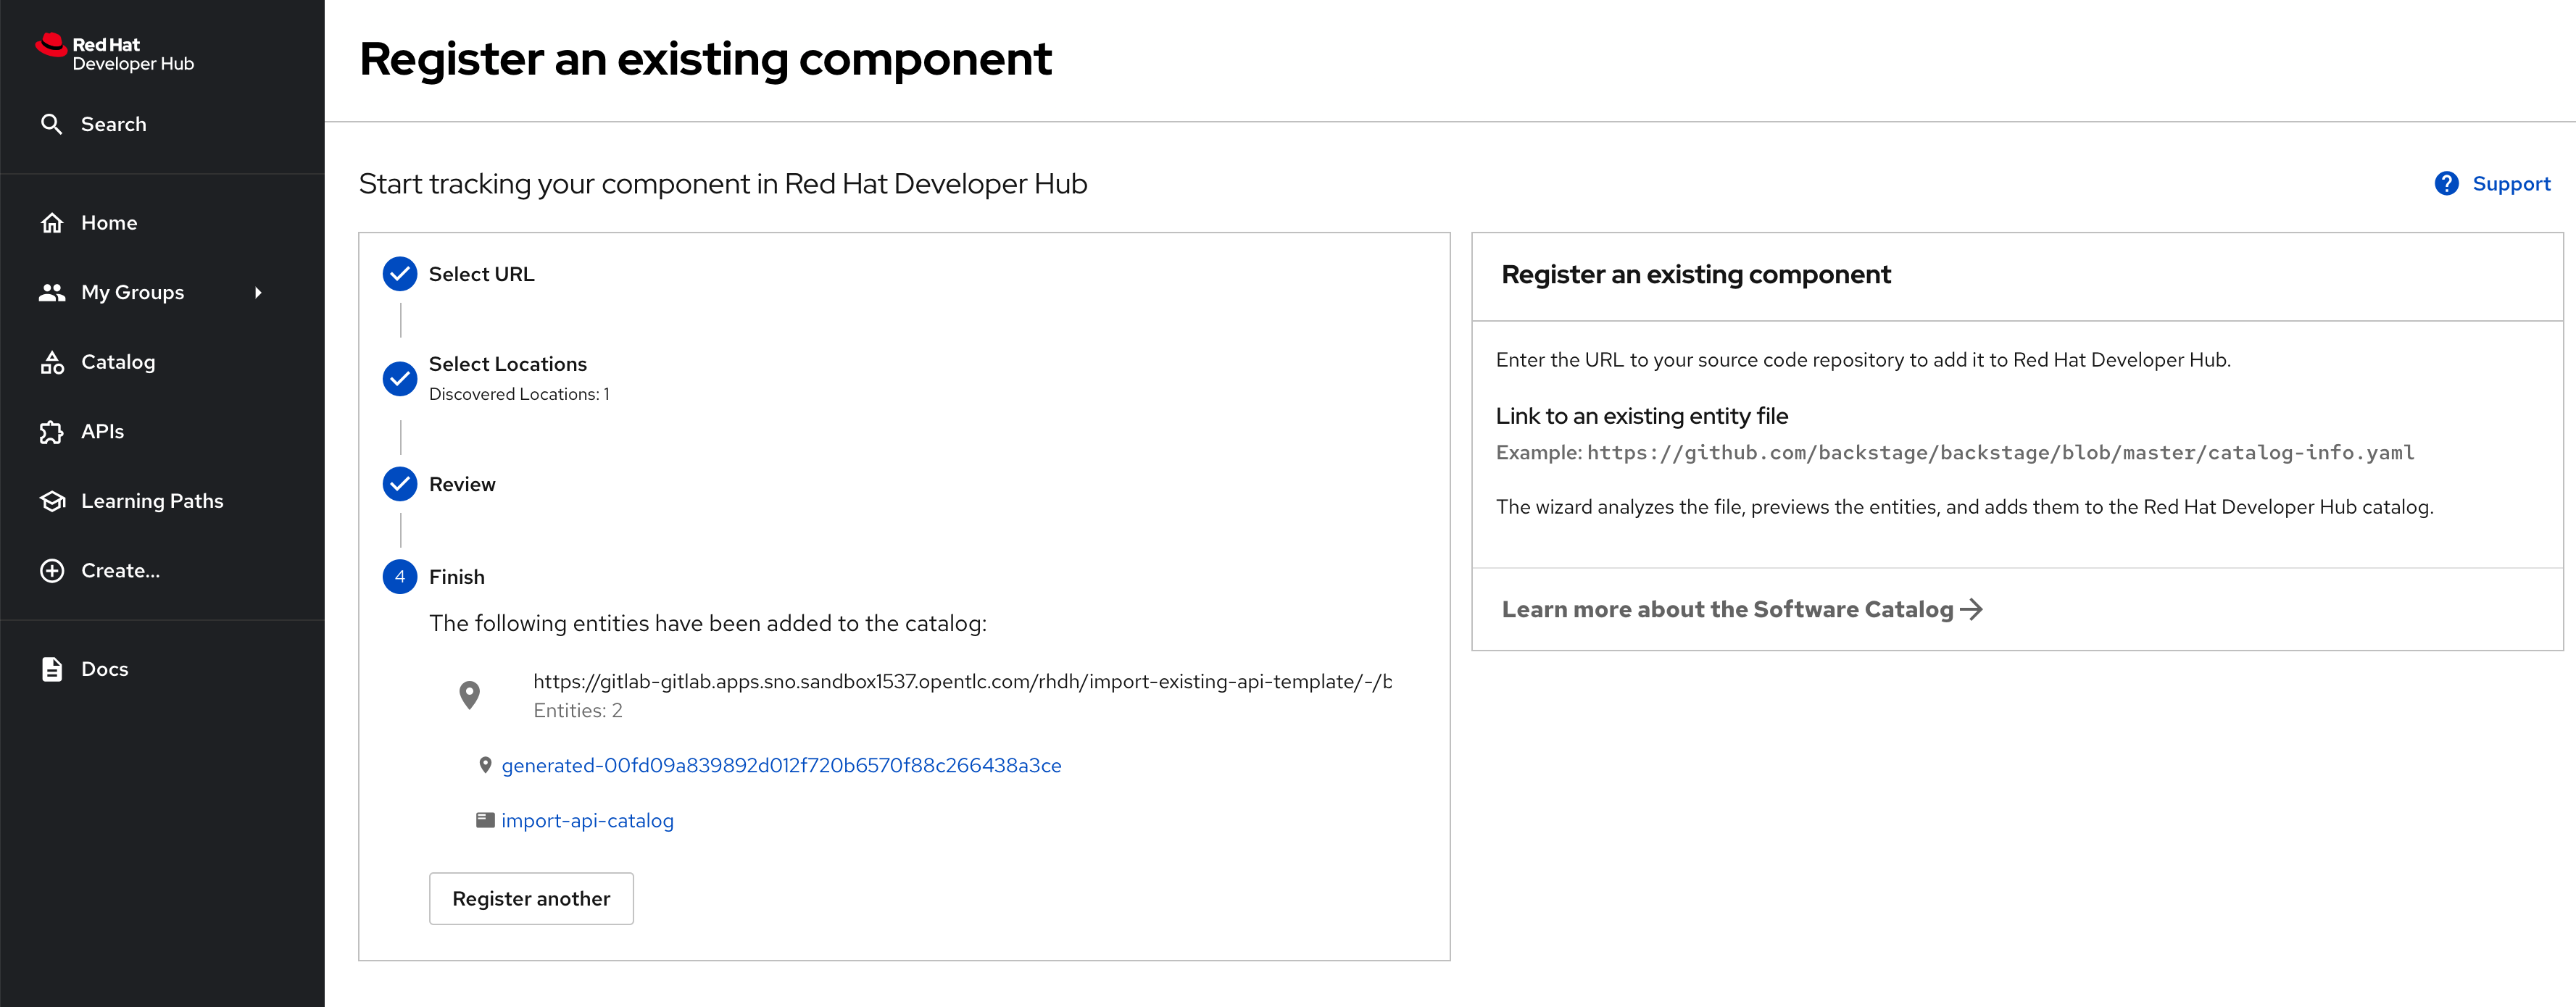 Red Hat
Developer Hub
Search
Home
My Groups
Catalog
APIs
Learning Paths
Create...
Docs
Register an existing component
Start tracking your component in Red Hat Developer Hub
Support
Select URL
Select Locations
Discovered Locations: 1
Review
4 Finish
The following entities have been added to the catalog:
https://gitlab-gitlab.apps.sno.sandbox1537.opentlc.com/rhdh/import-existing-api-template/-/b
Entities: 2
generated-00fd09a839892d012f720b6570f88c266438a3ce
import-api-catalog
Register another
Register an existing component
Enter the URL to your source code repository to add it to Red Hat Developer Hub.
Link to an existing entity file
Example: https://github.com/backstage/backstage/blob/master/catalog-info.yaml
The wizard analyzes the file, previews the entities, and adds them to the Red Hat Developer Hub catalog.
Learn more about the Software Catalog